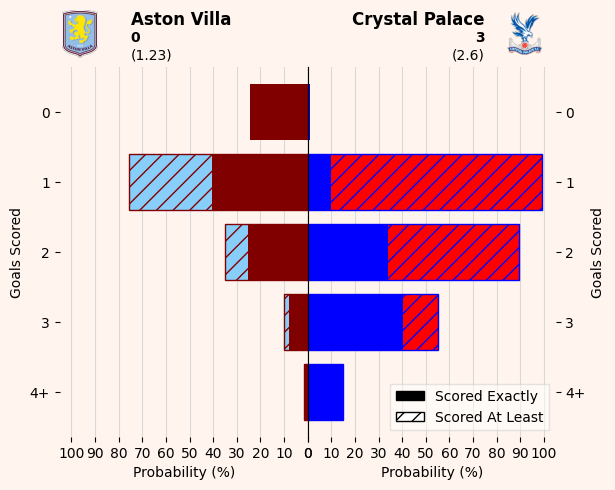 Aston Villa
0
(1.23)
Crystal Palace
3
(2.6)
Goals Scored
0
1
2
3
4+
0
1
2
3
4+
Goals Scored
Scored Exactly
Scored At Least
100 90 80 70 60 50 40 30 20 10 0
0 10 20 30 40 50 60 70 80 90 100
Probability (%)
Probability (%)